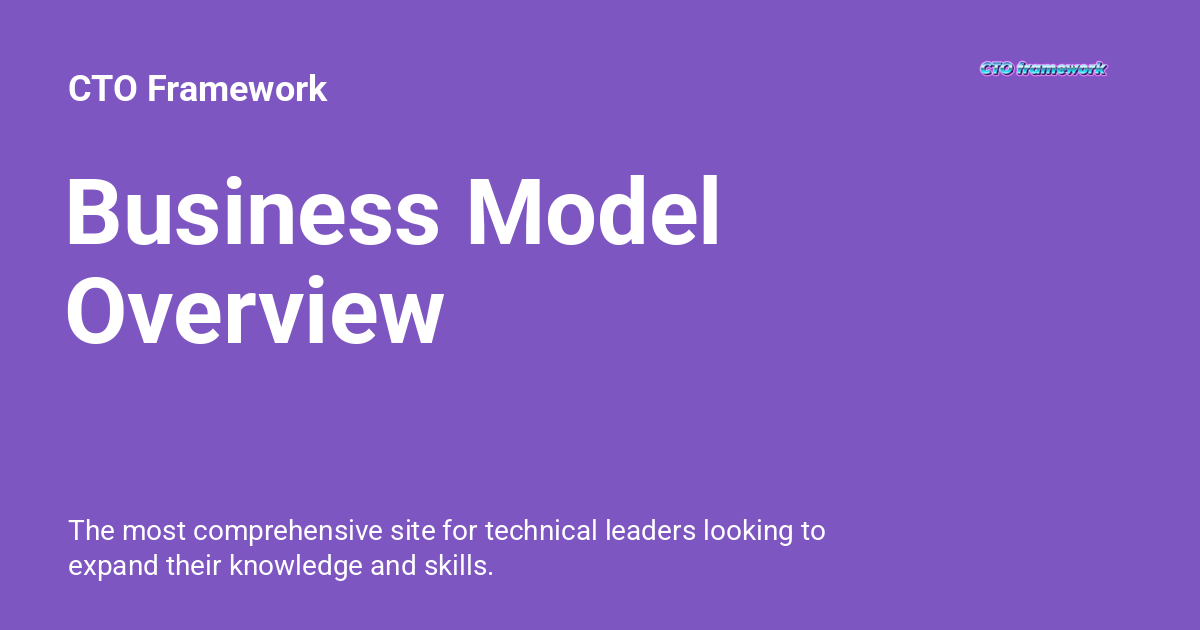 CTO Framework
CTO framework
Business Model
Overview
The most comprehensive site for technical leaders looking to
expand their knowledge and skills.